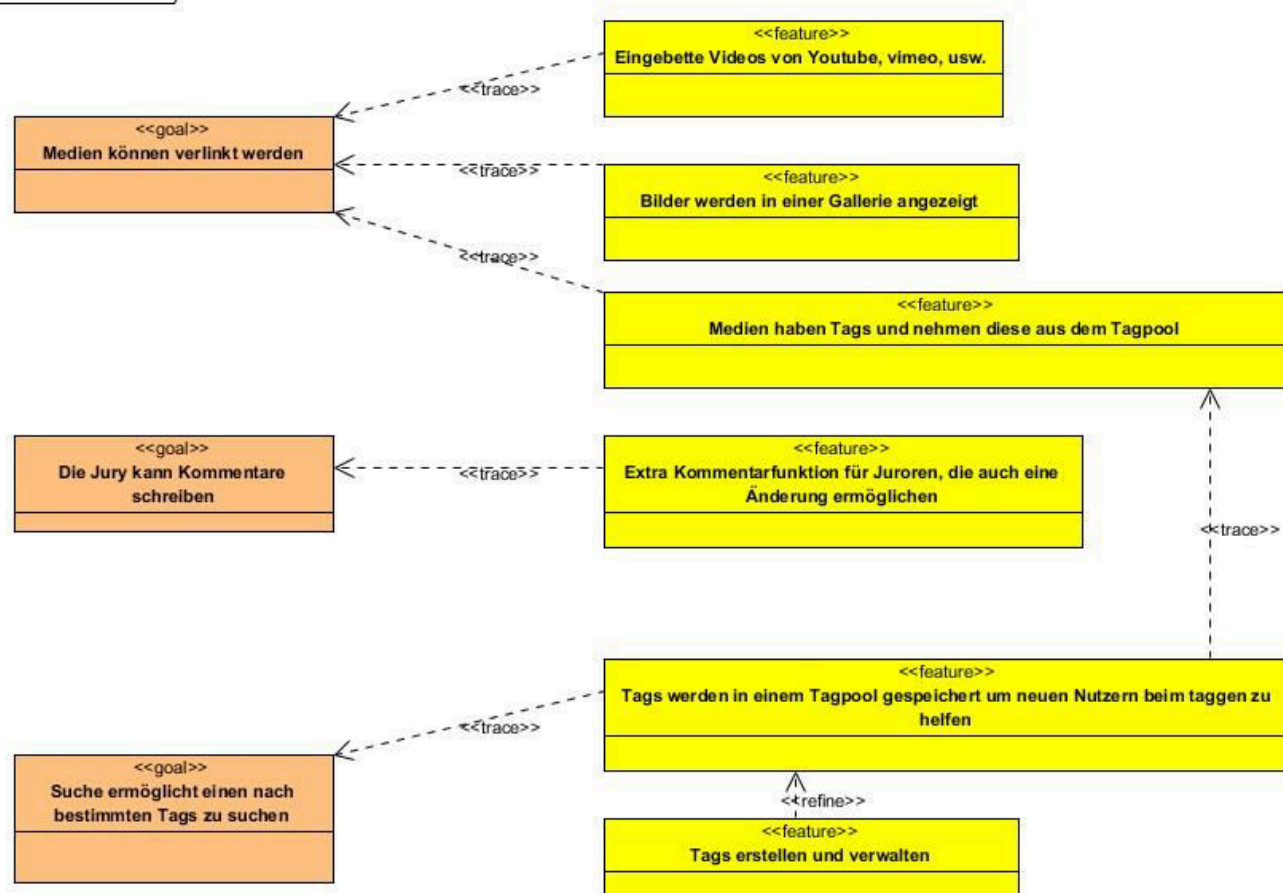 <<feature>>
Eingebette Videos von Youtube, vimeo, usw.
<<trace>>
<<goal>>
Medien können verlinkt werden
<<trace>>
<<feature>>
Bilder werden in einer Gallerie angezeigt
<<trace>>
<<feature>>
Medien haben Tags und nehmen diese aus dem Tagpool
<<goal>>
Die Jury kann Kommentare
schreiben
<<trace>>
<<feature>>
Extra Kommentarfunktion für Juroren, die auch eine
Änderung ermöglichen
<<trace>>
<<feature>>
Tags werden in einem Tagpool gespeichert um neuen Nutzern beim taggen zu
helfen
<<trace>>
<<goal>>
Suche ermöglicht einen nach
bestimmten Tags zu suchen
<<refine>>
<<feature>>
Tags erstellen und verwalten